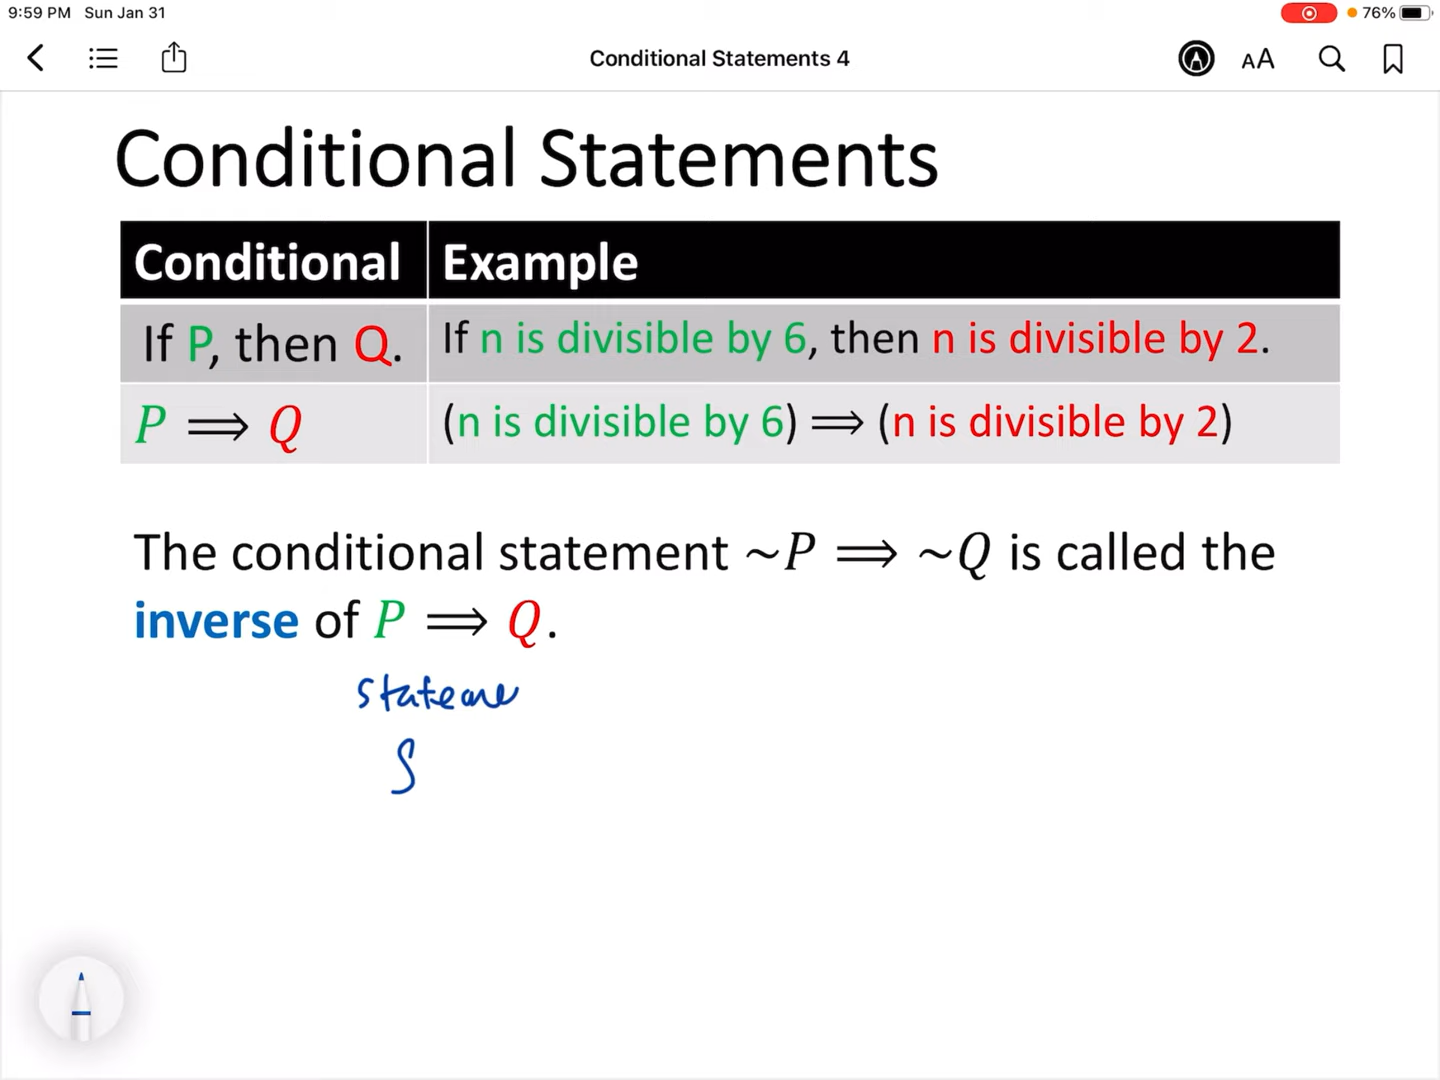 9:59 PM Sun Jan 31
76%
Conditional Statements 4
AA
Conditional Statements
Conditional Example
If P, then Q. If n is divisible by 6, then n is divisible by 2.
P ⟹ Q (n is divisible by 6) ⟹ (n is divisible by 2)
The conditional statement ~P ⟹ ~Q is called the
inverse of P ⟹ Q.
stateme
S